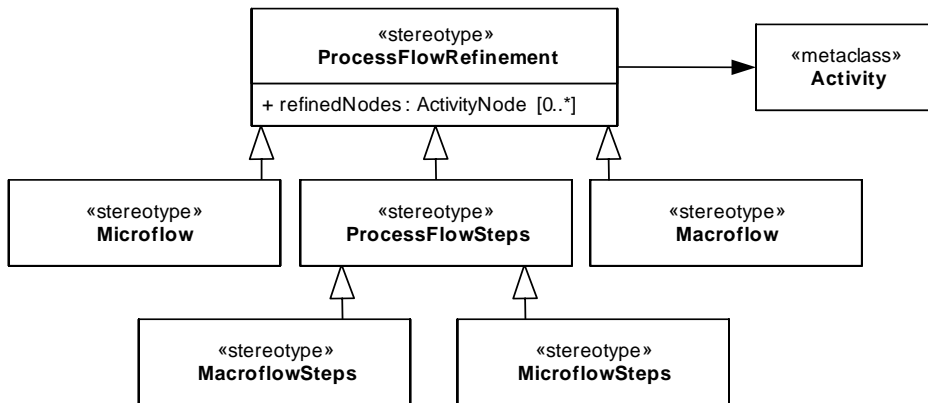 «stereotype»
ProcessFlowRefinement
+ refinedNodes : ActivityNode [0..*]
«metaclass»
Activity
«stereotype»
Microflow
«stereotype»
ProcessFlowSteps
«stereotype»
Macroflow
«stereotype»
MacroflowSteps
«stereotype»
MicroflowSteps